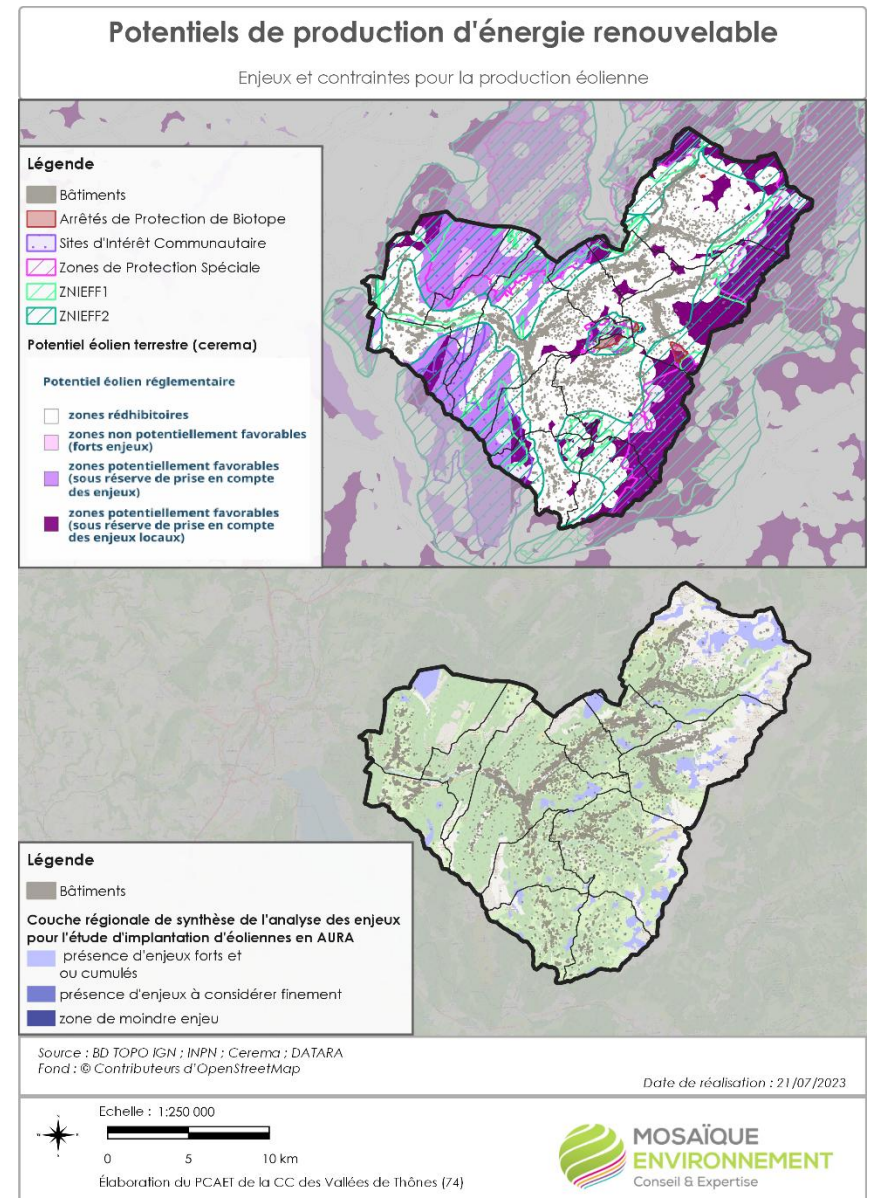 Potentiels de production d'énergie renouvelable
Enjeux et contraintes pour la production éolienne
Légende
Bâtiments
Arrêtés de Protection de Biotope
Sites d'Intérêt Communautaire
Zones de Protection Spéciale
ZNIEFF1
ZNIEFF2
Potentiel éolien terrestre (cerema)
Potentiel éolien réglementaire
zones rédhibitoires
zones non potentiellement favorables
(forts enjeux)
zones potentiellement favorables
(sous réserve de prise en compte
des enjeux)
zones potentiellement favorables
(sous réserve de prise en compte
des enjeux locaux)
Légende
Bâtiments
Couche régionale de synthèse de l'analyse des enjeux
pour l'étude d'implantation d'éoliennes en AURA
présence d'enjeux forts et
ou cumulés
présence d'enjeux à considérer finement
zone de moindre enjeu
Source : BD TOPO IGN ; INPN ; Cerema ; DATARA
Fond : © Contributeurs d'OpenStreetMap
Date de réalisation : 21/07/2023
Echelle : 1:250 000
0 5 10 km
Élaboration du PCAET de la CC des Vallées de Thônes (74)
MOSAÏQUE
ENVIRONNEMENT
Conseil & Expertise